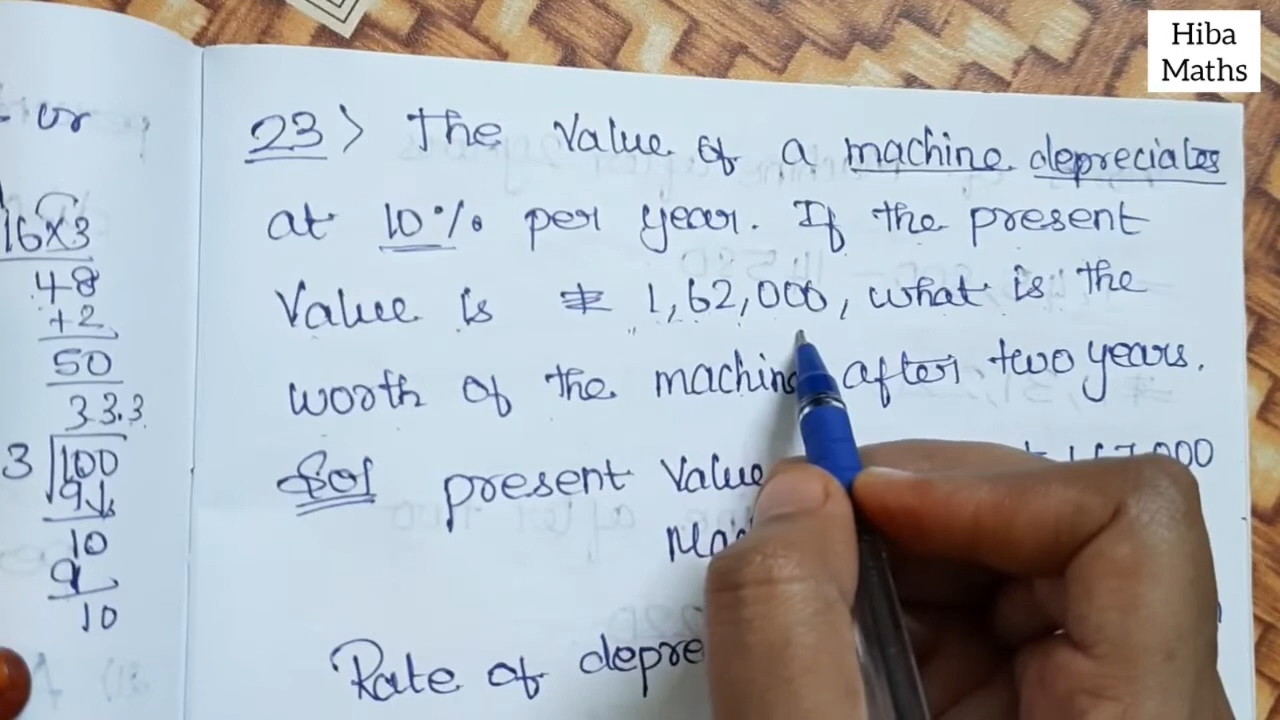 Hiba
Maths
or
16x3
48
+2
50
33.3
3 100
9
10
9
10
23> The value of a machine depreciates
at 10% per year. If the present
value is ₹ 1,62,000, what is the
worth of the machine after two years.
Sol present value
Rate of depre